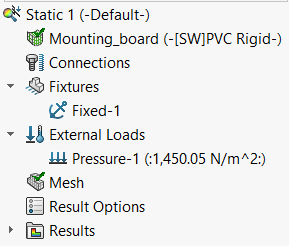 Static 1 (-Default-)
Mounting_board (-[SW]PVC Rigid-)
Connections
Fixtures
Fixed-1
External Loads
Pressure-1 (:1,450.05 N/m^2:)
Mesh
Result Options
Results